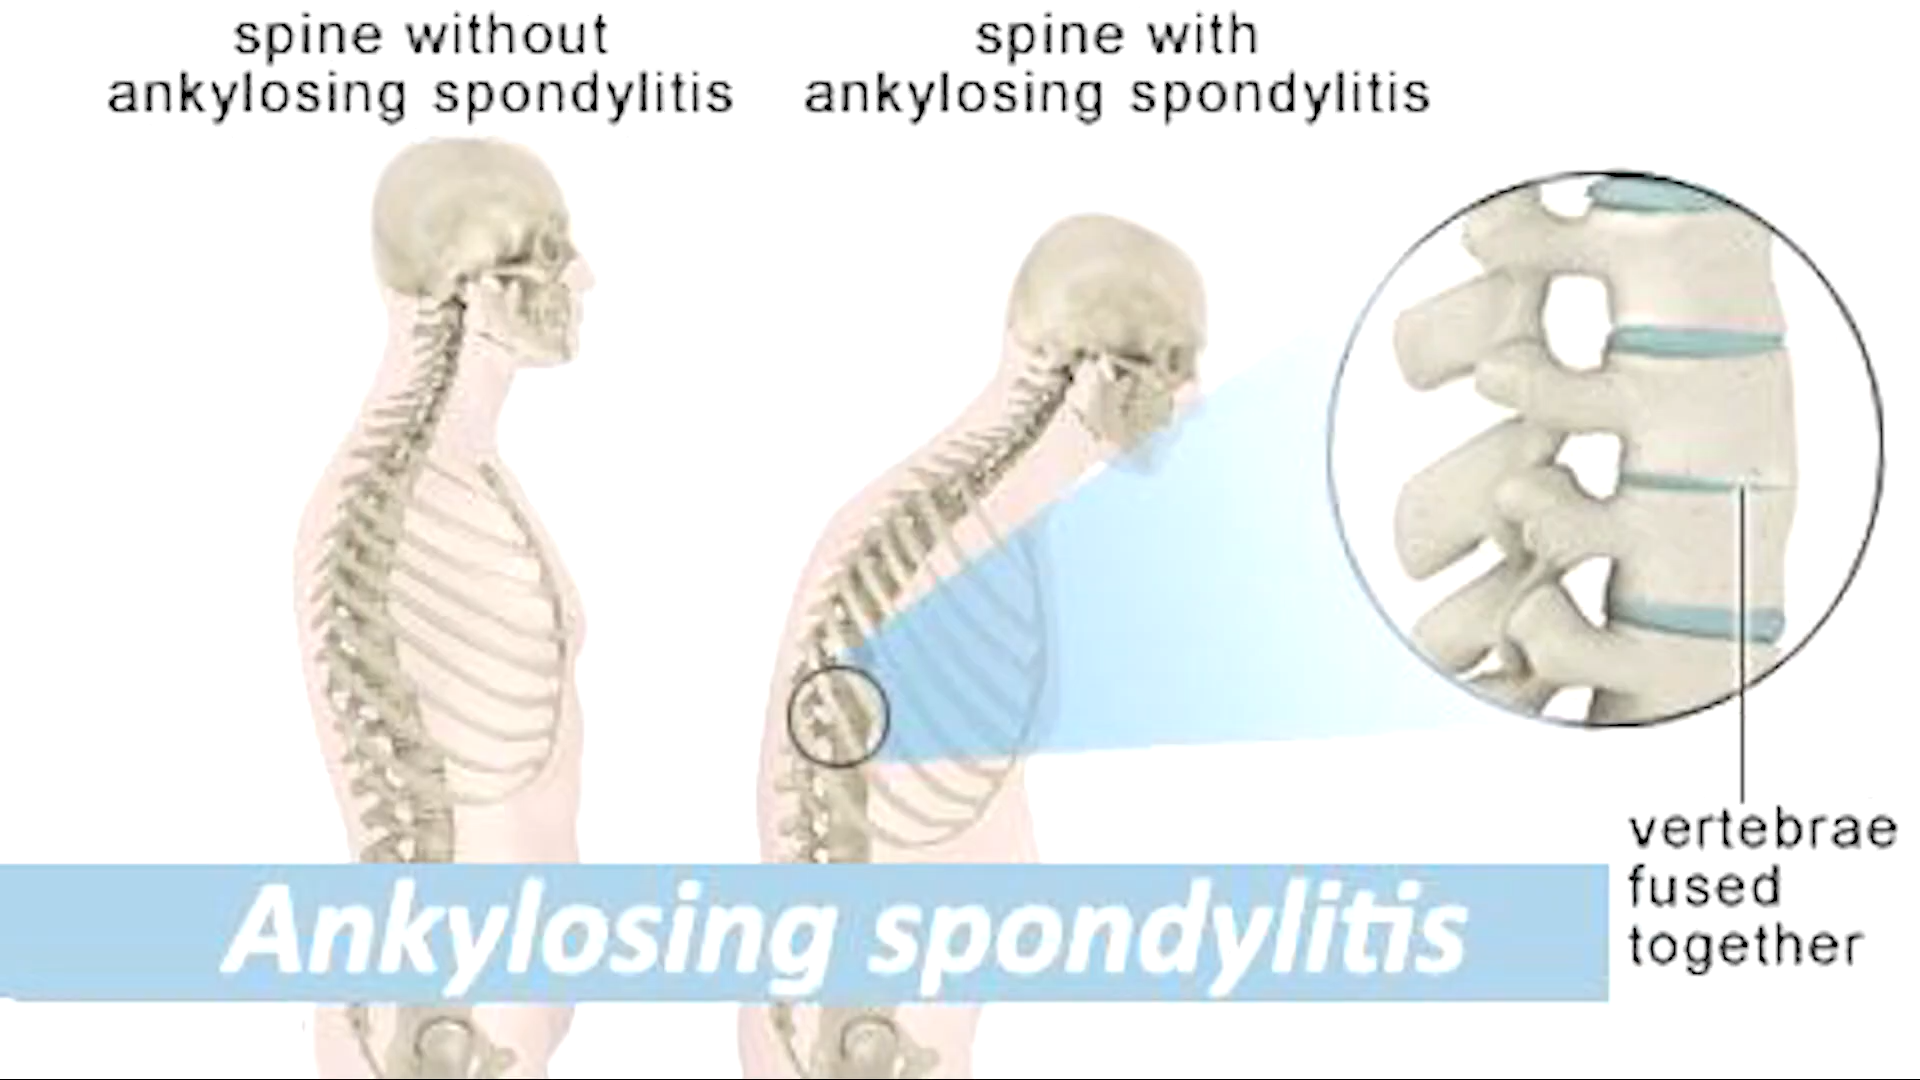 spine without
ankylosing spondylitis
spine with
ankylosing spondylitis
vertebrae
fused
together
Ankylosing spondylitis